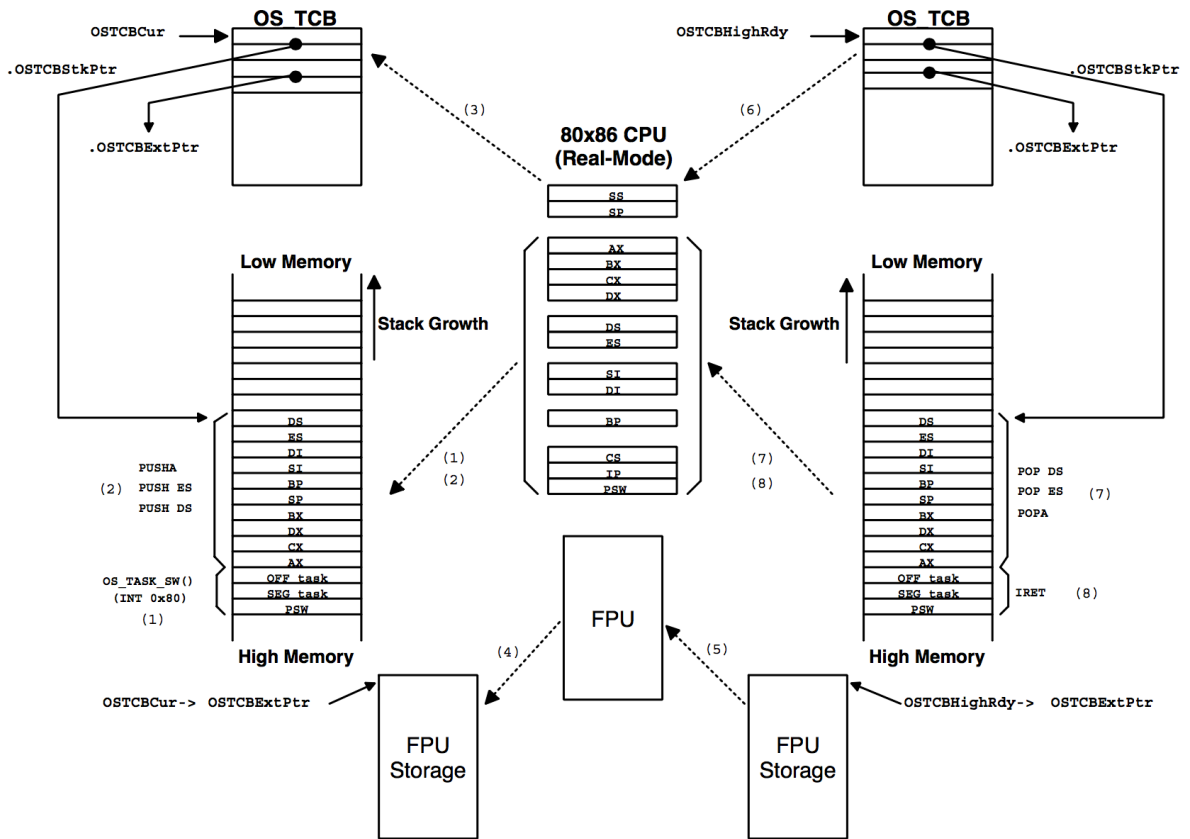 OS_TCB
OSTCBCur
.OSTCBStkPtr
.OSTCBExtPtr
(3)
OS_TCB
OSTCBHighRdy
.OSTCBStkPtr
.OSTCBExtPtr
(6)
80x86 CPU
(Real-Mode)
SS
SP
AX
BX
CX
DX
DS
ES
SI
DI
BP
CS
IP
PSW
Low Memory
Stack Growth
DS
ES
DI
SI
BP
SP
BX
DX
CX
AX
OFF task
SEG task
PSW
High Memory
PUSHA
(2) PUSH ES
PUSH DS
OS_TASK_SW()
(INT 0x80)
(1)
(1)
(2)
Low Memory
Stack Growth
DS
ES
DI
SI
BP
SP
BX
DX
CX
AX
OFF task
SEG task
PSW
High Memory
POP DS
POP ES (7)
POPA
IRET (8)
(7)
(8)
FPU
(4)
(5)
OSTCBCur-> OSTCBExtPtr
FPU
Storage
OSTCBHighRdy-> OSTCBExtPtr
FPU
Storage